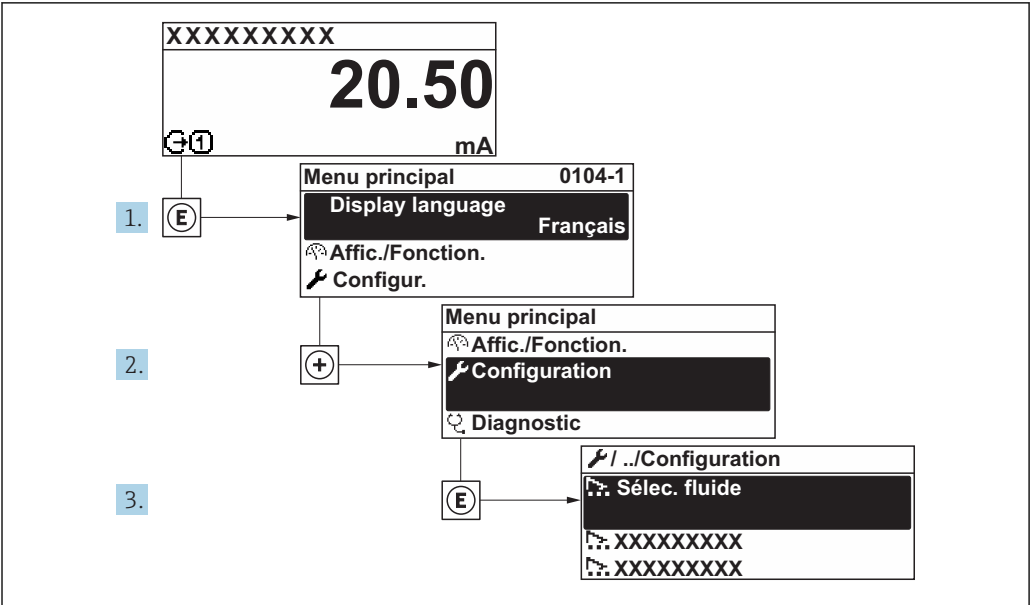 XXXXXXXXX
20.50
1 mA
Menu principal 0104-1
1. E Display language
Français
Affic./Fonction.
Configur.
Menu principal
2. + Affic./Fonction.
Configuration
Diagnostic
/ ../Configuration
3. E Sélec. fluide
XXXXXXXXX
XXXXXXXXX